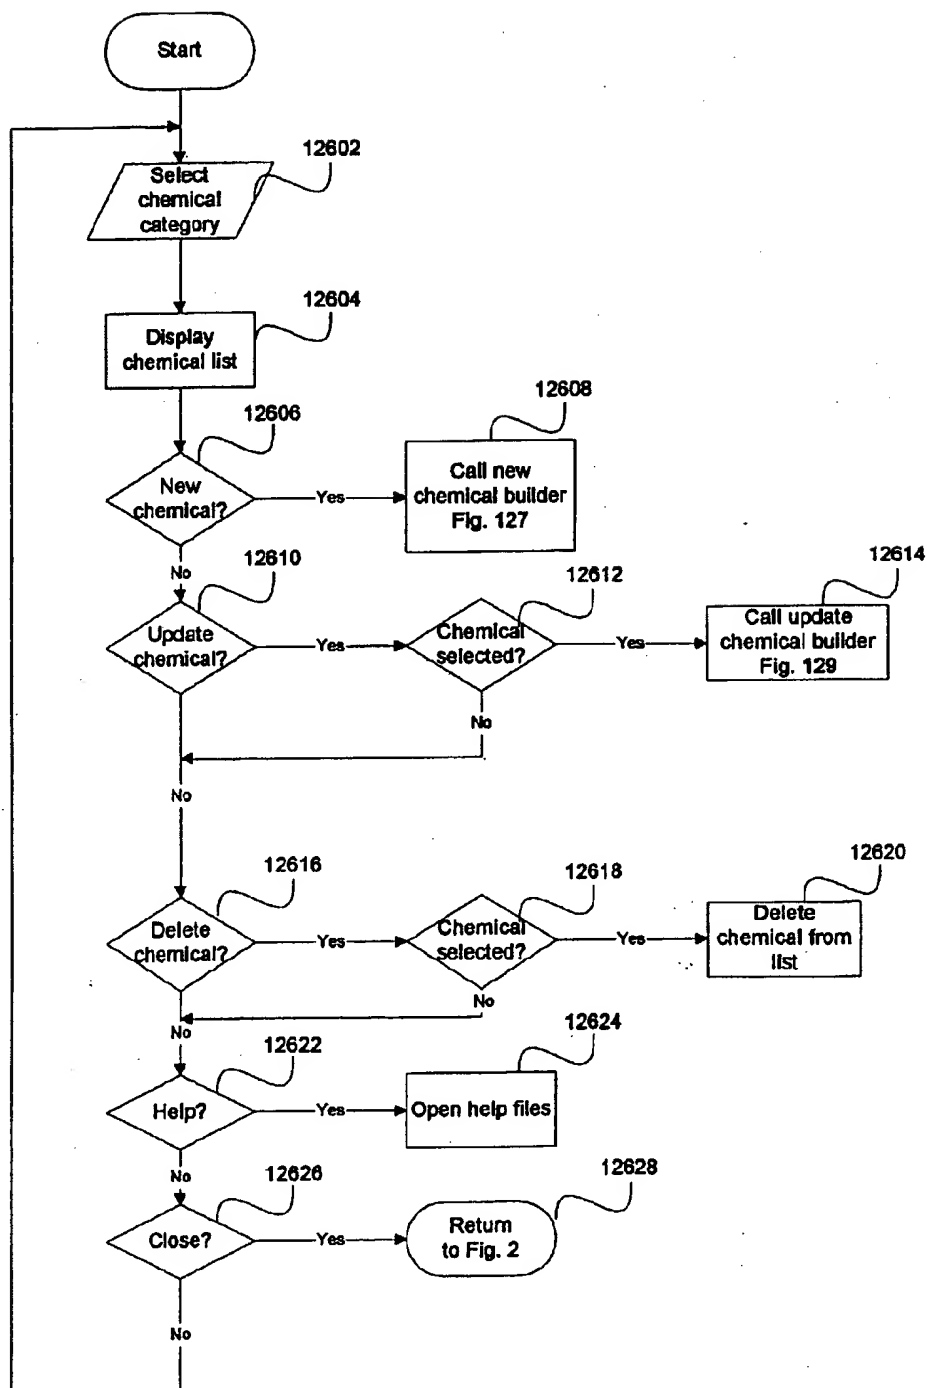 Start
12602
Select
chemical
category
12604
Display
chemical list
12606
12608
New
chemical?
Yes
Call new
chemical builder
Fig. 127
No
12610
12612
12614
Update
chemical?
Yes
Chemical
selected?
Yes
Call update
chemical builder
Fig. 129
No
No
12616
12618
12620
Delete
chemical?
Yes
Chemical
selected?
Yes
Delete
chemical from
list
No
No
12622
12624
Help?
Yes
Open help files
No
12626
12628
Close?
Yes
Return
to Fig. 2
No